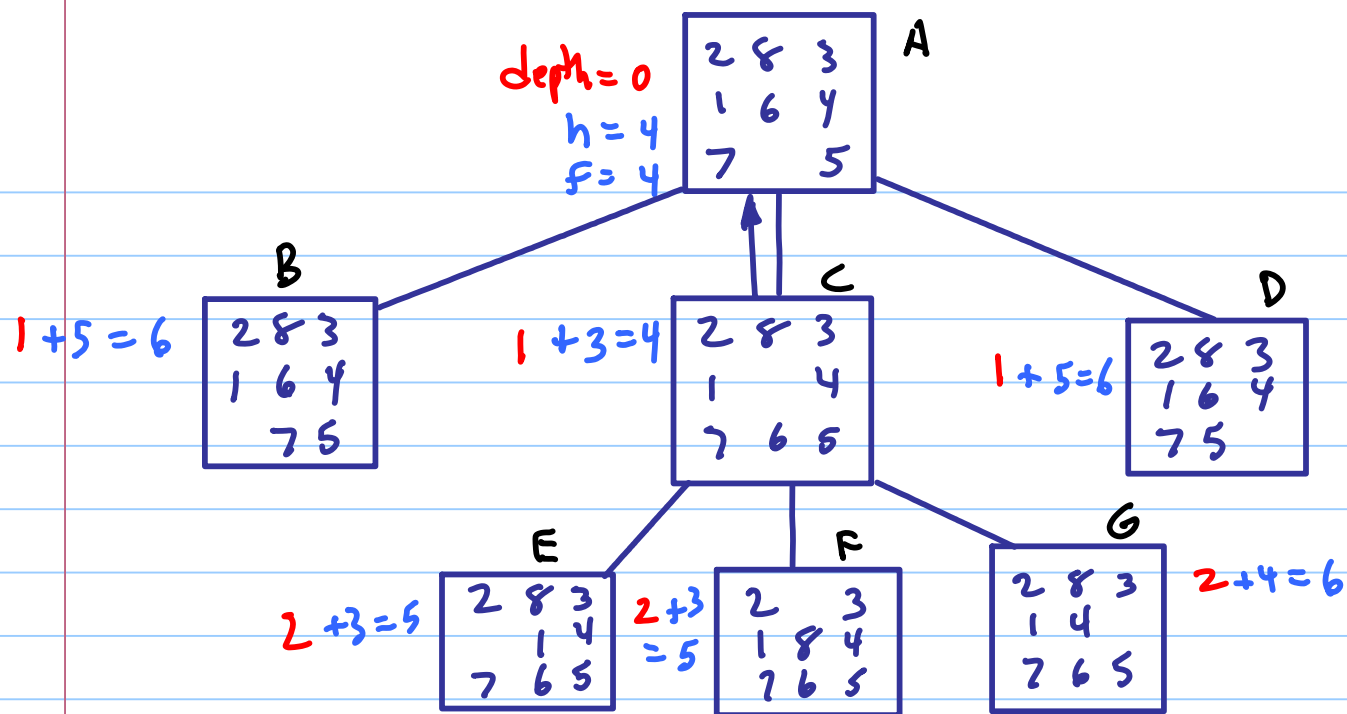 A
depth = 0
h = 4
f = 4
2 8 3
1 6 4
7 5
B
1 + 5 = 6
2 8 3
1 6 4
7 5
C
1 + 3 = 4
2 8 3
1 4
7 6 5
D
1 + 5 = 6
2 8 3
1 6 4
7 5
E
2 + 3 = 5
2 8 3
1 4
7 6 5
F
2 + 3
= 5
2 3
1 8 4
7 6 5
G
2 8 3
1 4
7 6 5
2 + 4 = 6